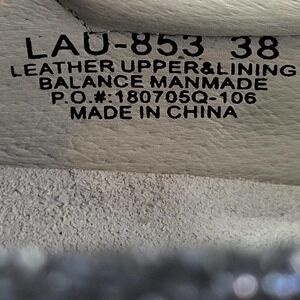 LAU-853 38
LEATHER UPPER&LINING
BALANCE MANMADE
P.O.#:180705Q-106
MADE IN CHINA